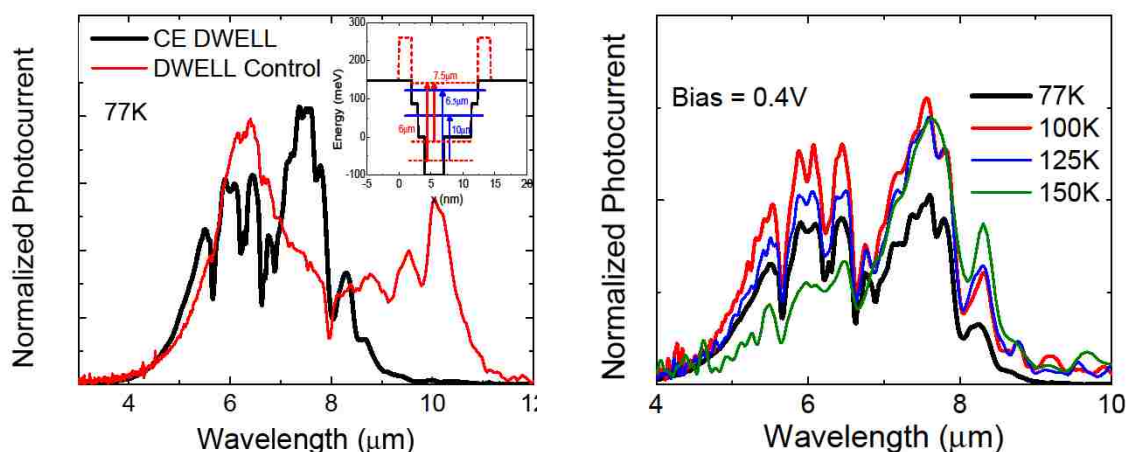 Normalized Photocurrent
CE DWELL
DWELL Control
77K
Energy (meV)
300
200
100
0
-100
7.5µm
6.5µm
6µm
10µm
-5
0
5
10
15
20
x (nm)
4
6
8
10
12
Wavelength (µm)
Normalized Photocurrent
Bias = 0.4V
77K
100K
125K
150K
4
6
8
10
Wavelength (µm)